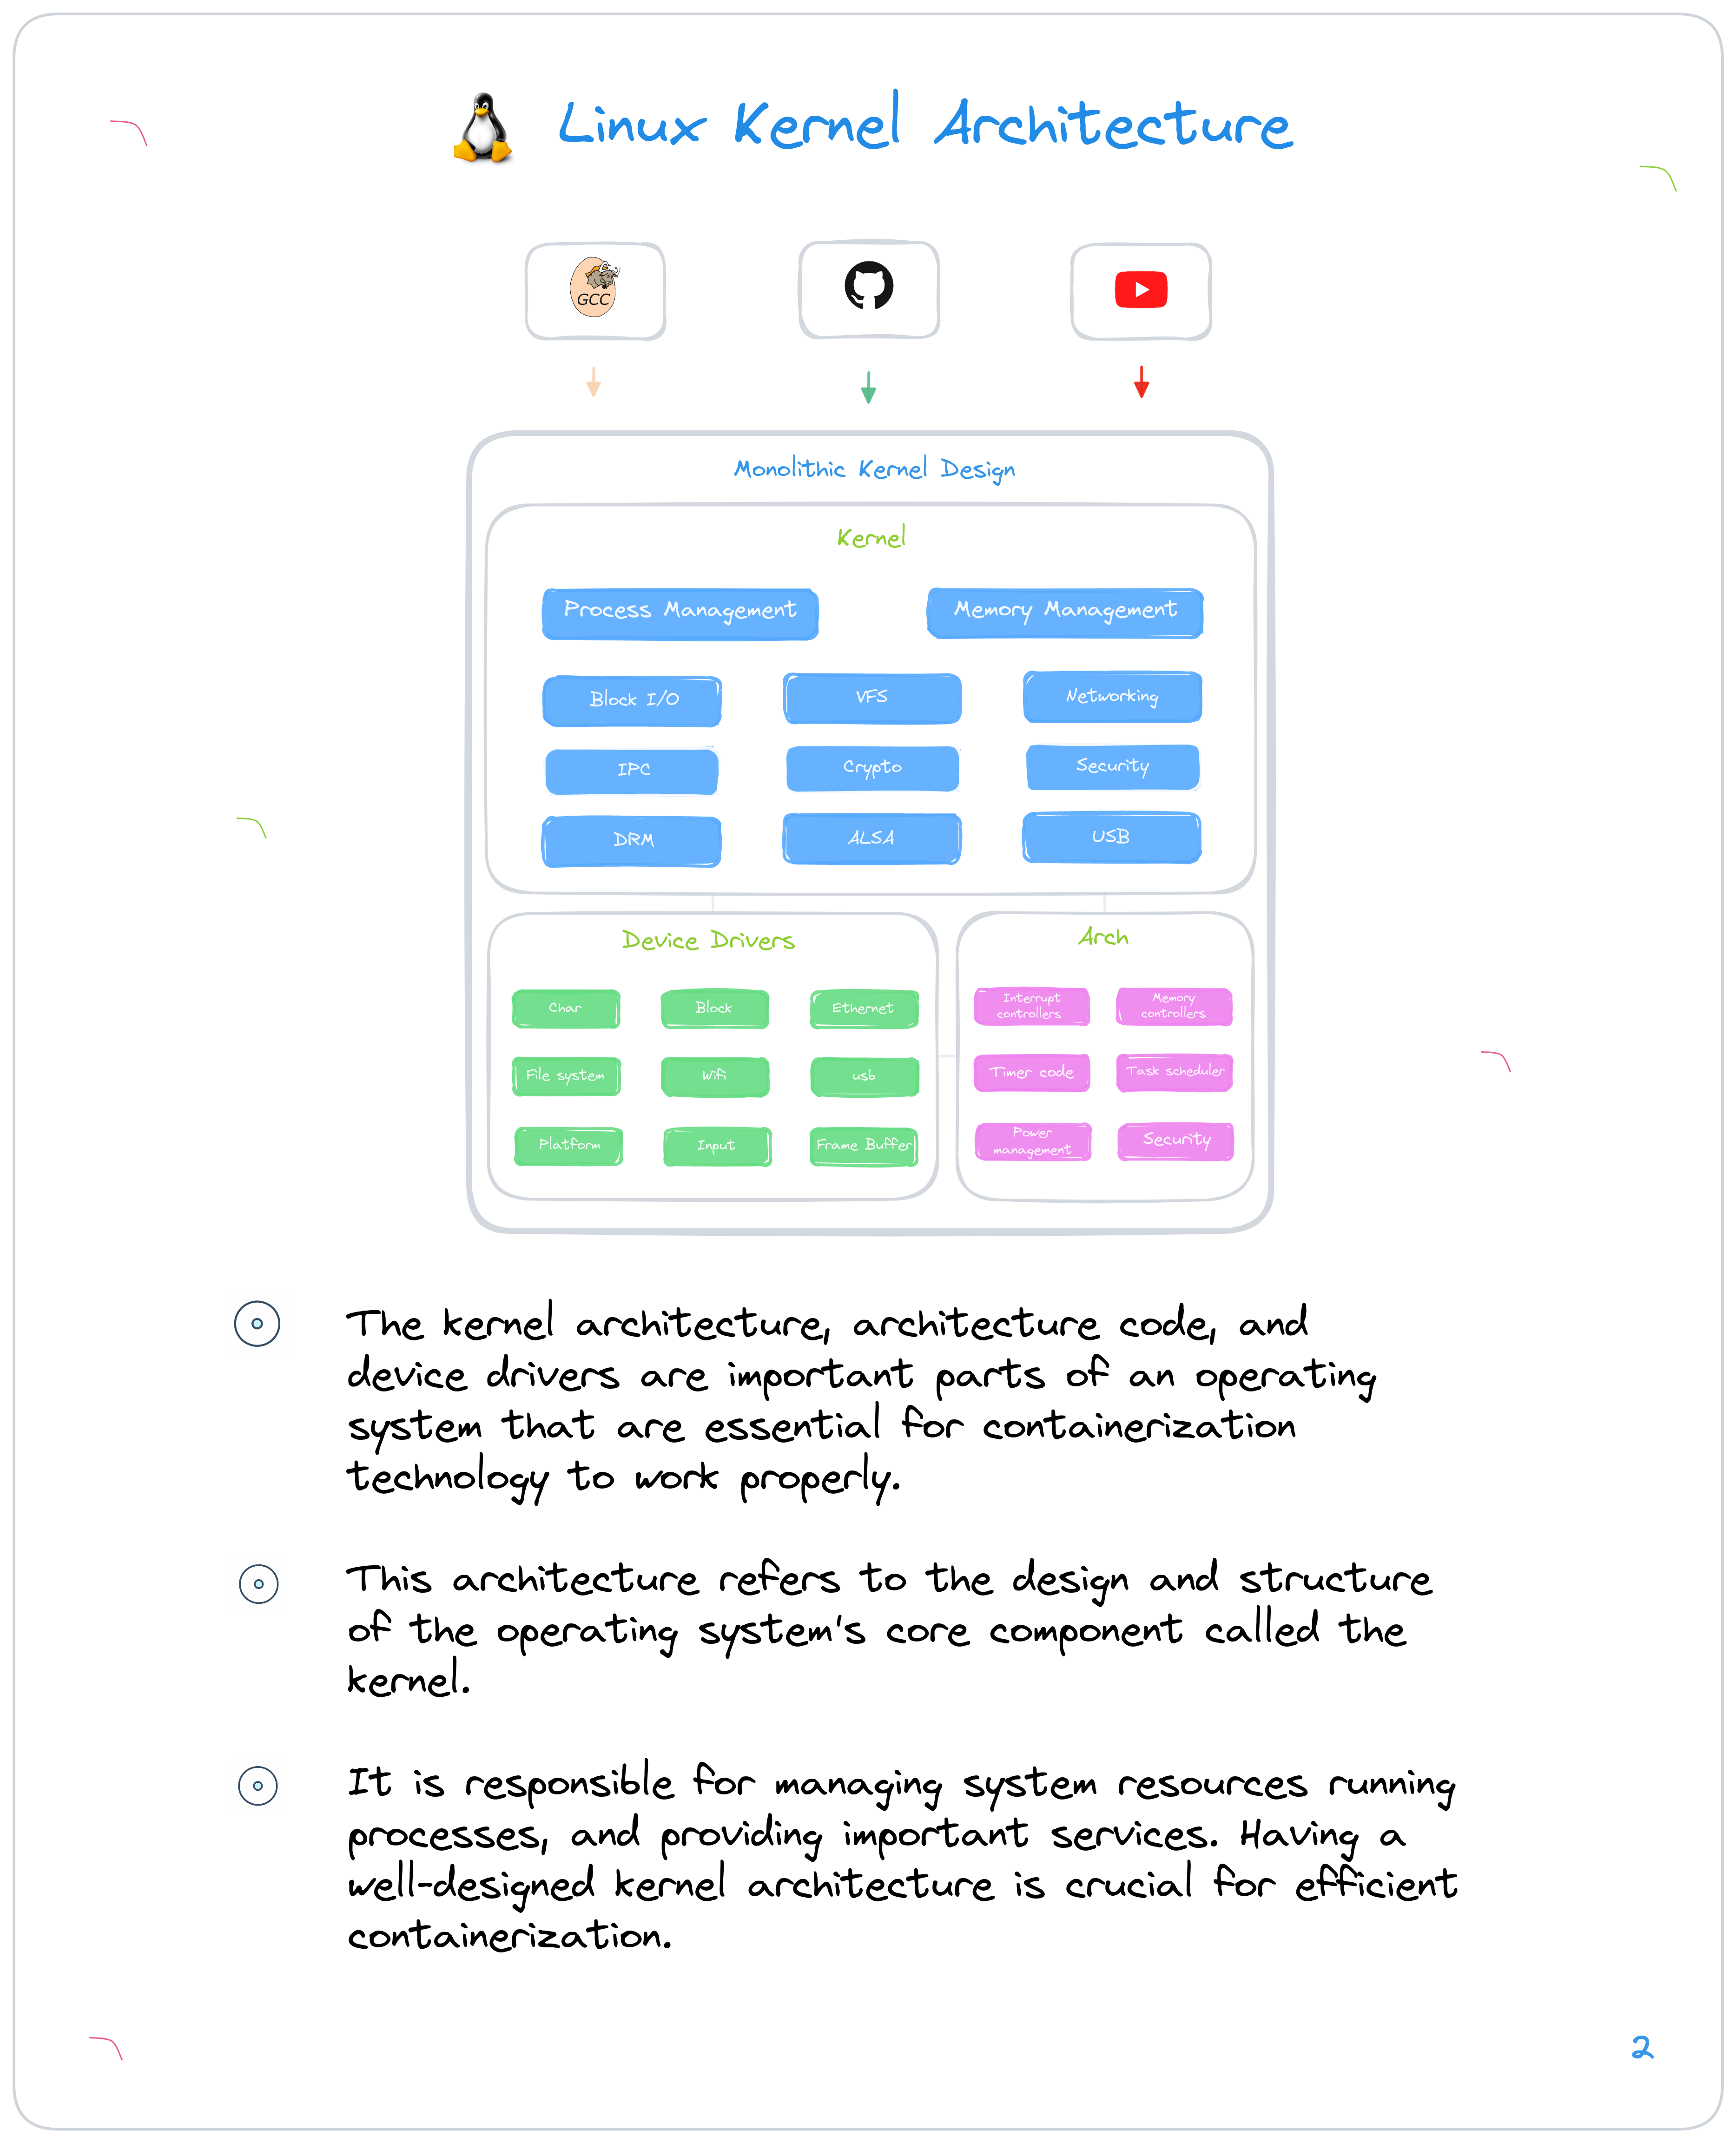 Linux Kernel Architecture
GCC
Monolithic Kernel Design
Kernel
Process Management
Memory Management
Block I/O
VFS
Networking
IPC
Crypto
Security
DRM
ALSA
USB
Device Drivers
Char
Block
Ethernet
File system
Wifi
usb
Platform
Input
Frame Buffer
Arch
Interrupt
controllers
Memory
controllers
Timer code
Task scheduler
Power
management
Security
The kernel architecture, architecture code, and
device drivers are important parts of an operating
system that are essential for containerization
technology to work properly.
This architecture refers to the design and structure
of the operating system's core component called the
kernel.
It is responsible for managing system resources running
processes, and providing important services. Having a
well-designed kernel architecture is crucial for efficient
containerization.
2